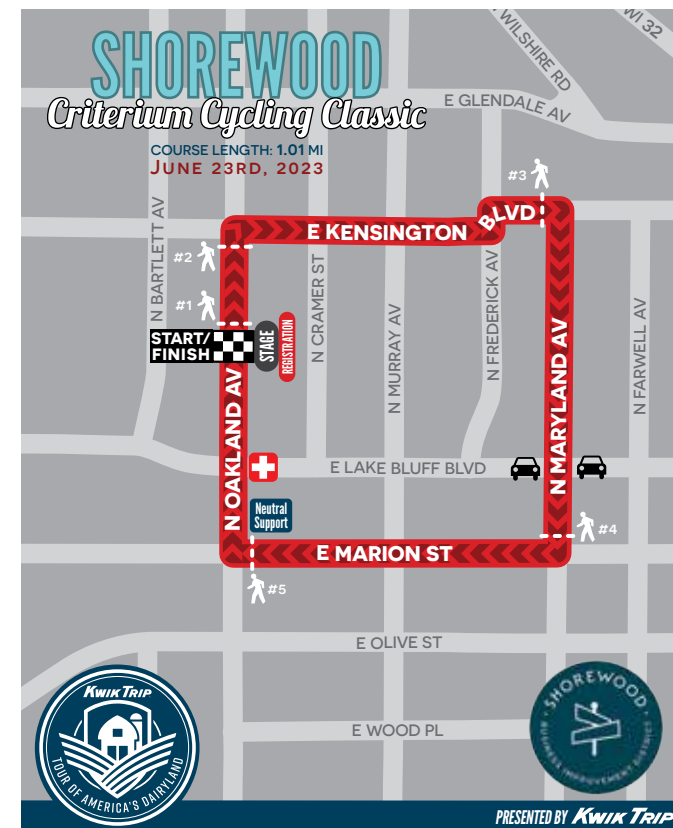 WI 32
WILSHIRE RD
SHOREWOOD
Criterium Cycling Classic
E GLENDALE AV
COURSE LENGTH: 1.01 MI
JUNE 23RD, 2023
#3
BLVD
E KENSINGTON
N BARTLETT AV
#2
#1
START/
FINISH
STAGE
REGISTRATION
N CRAMER ST
N MURRAY AV
N FREDERICK AV
N MARYLAND AV
N FARWELL AV
N OAKLAND AV
E LAKE BLUFF BLVD
Neutral
Support
#4
E MARION ST
#5
E OLIVE ST
E WOOD PL
KWIK TRIP
TOUR OF AMERICA'S DAIRYLAND
SHOREWOOD
BUSINESS IMPROVEMENT DISTRICT
PRESENTED BY KWIK TRIP